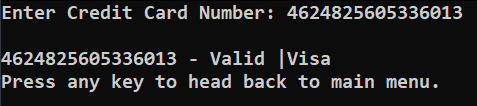 Enter Credit Card Number: 4624825605336013
4624825605336013 - Valid |Visa
Press any key to head back to main menu.